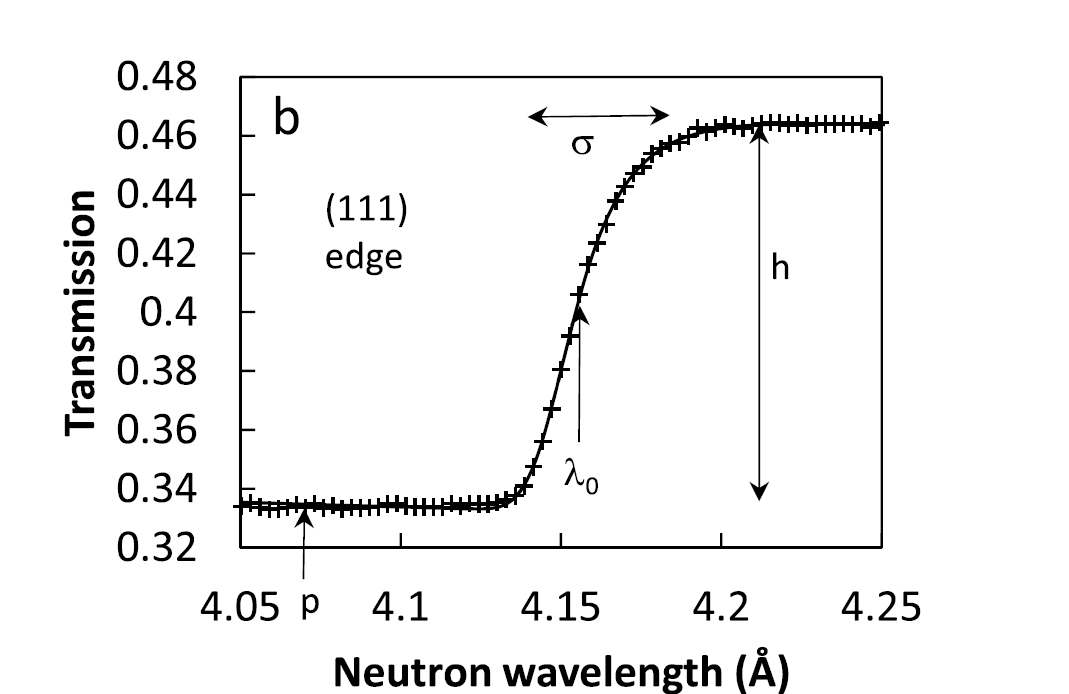 0.48
b
0.46
σ
0.44
(111)
edge
0.42
h
0.4
0.38
0.36
λ0
0.34
0.32
4.05
p
4.1
4.15
4.2
4.25
Transmission
Neutron wavelength (Å)